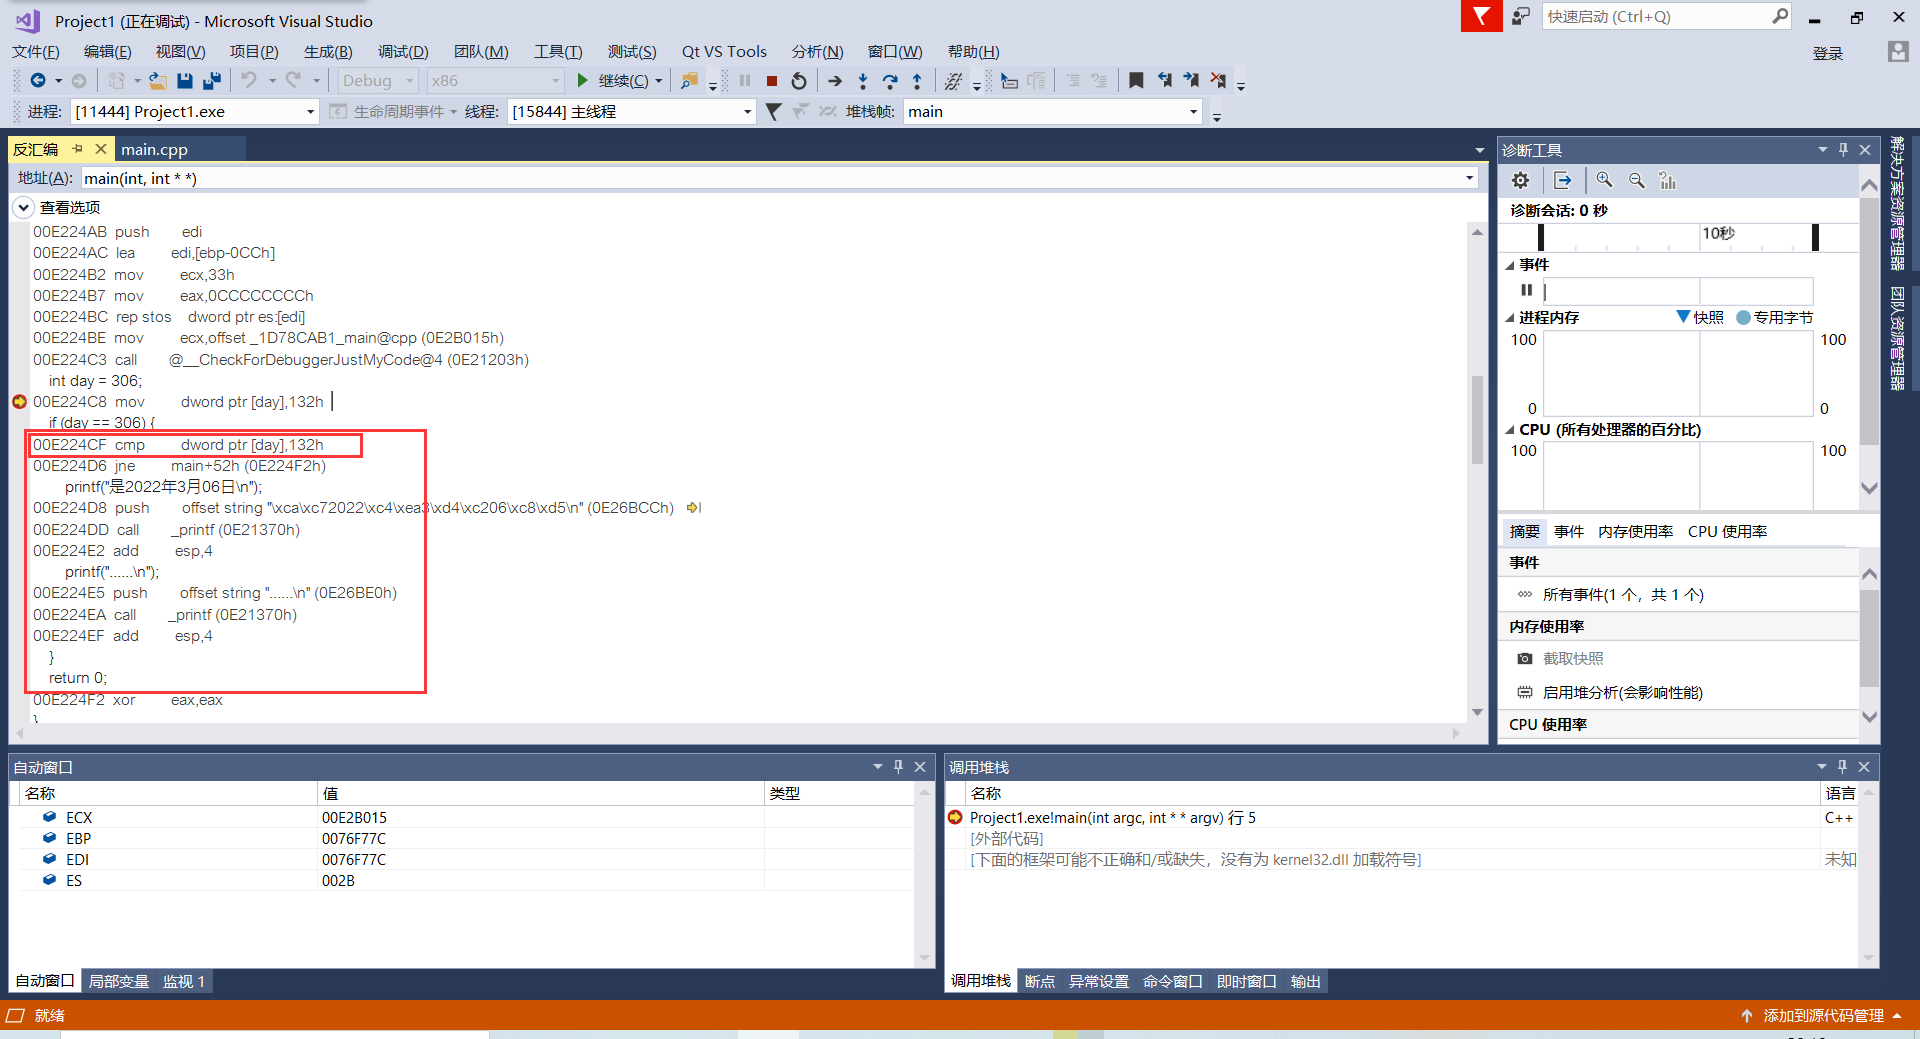 Project1 (正在调试) - Microsoft Visual Studio
快速启动 (Ctrl+Q)
文件(F) 编辑(E) 视图(V) 项目(P) 生成(B) 调试(D) 团队(M) 工具(T) 测试(S) Qt VS Tools 分析(N) 窗口(W) 帮助(H)
登录
Debug x86 继续(C)
进程: [11444] Project1.exe 生命周期事件 线程: [15844] 主线程 堆栈帧: main
反汇编 main.cpp
地址(A): main(int, int * *)
查看选项
00E224AB push edi
00E224AC lea edi,[ebp-0CCh]
00E224B2 mov ecx,33h
00E224B7 mov eax,0CCCCCCCCh
00E224BC rep stos dword ptr es:[edi]
00E224BE mov ecx,offset _1D78CAB1_main@cpp (0E2B015h)
00E224C3 call @__CheckForDebuggerJustMyCode@4 (0E21203h)
int day = 306;
00E224C8 mov dword ptr [day],132h
if (day == 306) {
00E224CF cmp dword ptr [day],132h
00E224D6 jne main+52h (0E224F2h)
printf("是2022年3月06日\n");
00E224D8 push offset string "\xca\xc72022\xc4\xea3\xd4\xc206\xc8\xd5\n" (0E26BCCh)
00E224DD call _printf (0E21370h)
00E224E2 add esp,4
printf("......\n");
00E224E5 push offset string "......\n" (0E26BE0h)
00E224EA call _printf (0E21370h)
00E224EF add esp,4
}
return 0;
00E224F2 xor eax,eax
}
诊断工具
诊断会话: 0 秒
10秒
事件
进程内存 快照 专用字节
100 100
0 0
CPU (所有处理器的百分比)
100 100
摘要 事件 内存使用率 CPU 使用率
事件
所有事件(1 个，共 1 个)
内存使用率
截取快照
启用堆分析(会影响性能)
CPU 使用率
解决方案资源管理器
团队资源管理器
自动窗口
名称 值 类型
ECX 00E2B015
EBP 0076F77C
EDI 0076F77C
ES 002B
自动窗口 局部变量 监视 1
调用堆栈
名称 语言
Project1.exe!main(int argc, int * * argv) 行 5 C++
[外部代码]
[下面的框架可能不正确和/或缺失，没有为 kernel32.dll 加载符号] 未知
调用堆栈 断点 异常设置 命令窗口 即时窗口 输出
就绪
添加到源代码管理